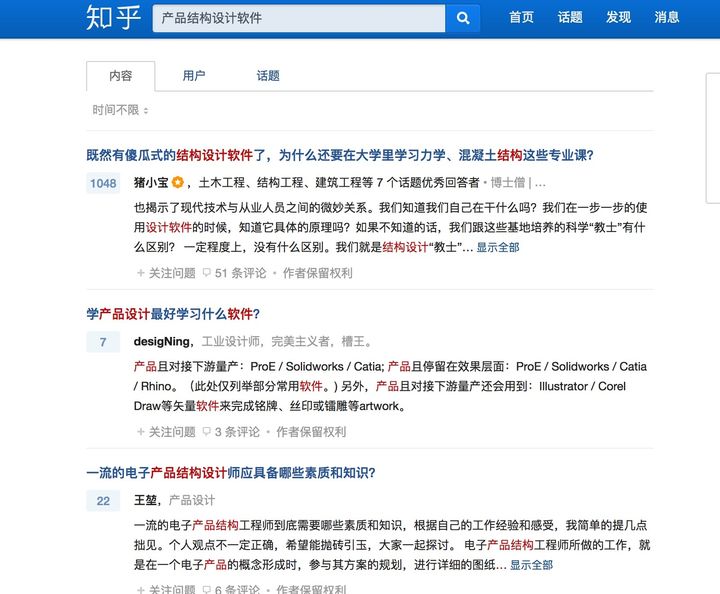 知乎 产品结构设计软件 首页 话题 发现 消息
内容 用户 话题
时间不限
既然有傻瓜式的结构设计软件了，为什么还要在大学里学习力学、混凝土结构这些专业课?
1048 猪小宝 ，土木工程、结构工程、建筑工程等 7 个话题优秀回答者 • 博士僧 | …
也揭示了现代技术与从业人员之间的微妙关系。我们知道我们自己在干什么吗？我们在一步一步的使
用设计软件的时候，知道它具体的原理吗？如果不知道的话，我们跟这些基地培养的科学“教士”有什
么区别？ 一定程度上，没有什么区别。我们就是结构设计“教士”… 显示全部
+ 关注问题 51 条评论 • 作者保留权利
学产品设计最好学习什么软件?
7 desigNing，工业设计师，完美主义者，槽王。
产品且对接下游量产：ProE / Solidworks / Catia; 产品且停留在效果层面：ProE / Solidworks / Catia
/ Rhino。（此处仅列举部分常用软件。) 另外，产品且对接下游量产还会用到：Illustrator / Corel
Draw等矢量软件来完成铭牌、丝印或镭雕等artwork。
+ 关注问题 3 条评论 • 作者保留权利
一流的电子产品结构设计师应具备哪些素质和知识?
22 王堃，产品设计
一流的电子产品结构工程师到底需要哪些素质和知识，根据自己的工作经验和感受，我简单的提几点
拙见。个人观点不一定正确，希望能抛砖引玉，大家一起探讨。 电子产品结构工程师所做的工作，就
是在一个电子产品的概念形成时，参与其方案的规划，进行详细的图纸… 显示全部
+ 关注问题 6 条评论 • 作者保留权利